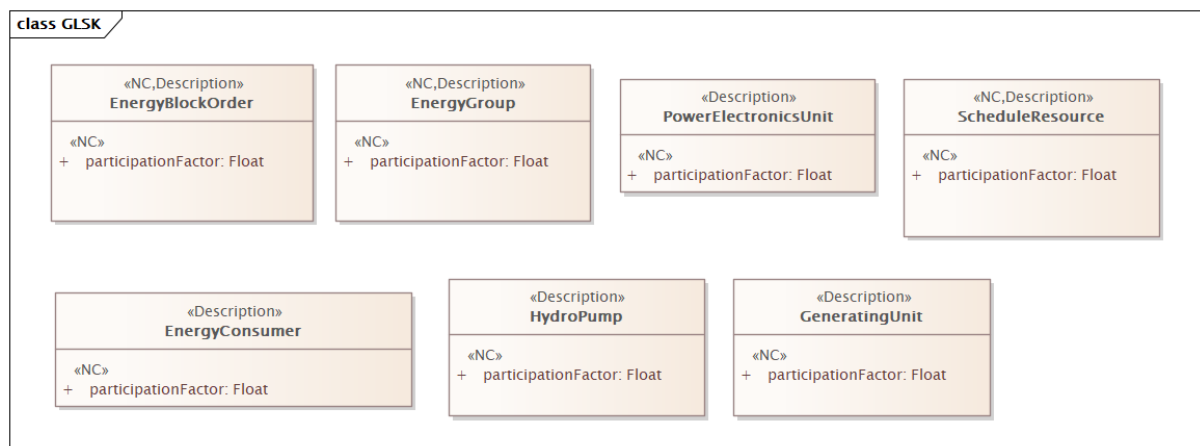 class GLSK
«NC,Description»
EnergyBlockOrder
«NC»
+ participationFactor: Float
«NC,Description»
EnergyGroup
«NC»
+ participationFactor: Float
«Description»
PowerElectronicsUnit
«NC»
+ participationFactor: Float
«NC,Description»
ScheduleResource
«NC»
+ participationFactor: Float
«Description»
EnergyConsumer
«NC»
+ participationFactor: Float
«Description»
HydroPump
«NC»
+ participationFactor: Float
«Description»
GeneratingUnit
«NC»
+ participationFactor: Float